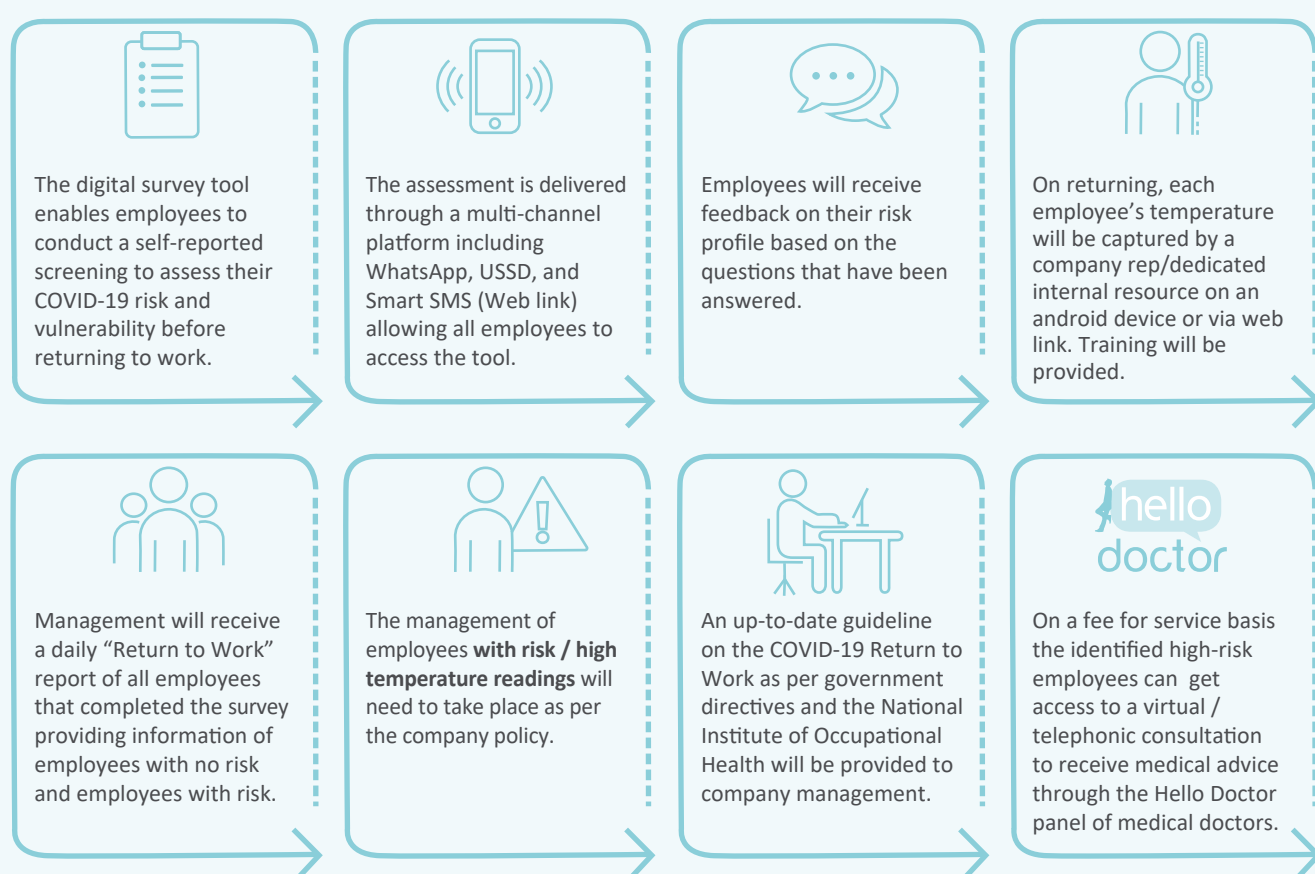 The digital survey tool
enables employees to
conduct a self-reported
screening to assess their
COVID-19 risk and
vulnerability before
returning to work.
The assessment is delivered
through a multi-channel
platform including
WhatsApp, USSD, and
Smart SMS (Web link)
allowing all employees to
access the tool.
Employees will receive
feedback on their risk
profile based on the
questions that have been
answered.
On returning, each
employee’s temperature
will be captured by a
company rep/dedicated
internal resource on an
android device or via web
link. Training will be
provided.
Management will receive
a daily “Return to Work”
report of all employees
that completed the survey
providing information of
employees with no risk
and employees with risk.
The management of
employees with risk / high
temperature readings will
need to take place as per
the company policy.
An up-to-date guideline
on the COVID-19 Return to
Work as per government
directives and the National
Institute of Occupational
Health will be provided to
company management.
hello
doctor
On a fee for service basis
the identified high-risk
employees can get
access to a virtual /
telephonic consultation
to receive medical advice
through the Hello Doctor
panel of medical doctors.